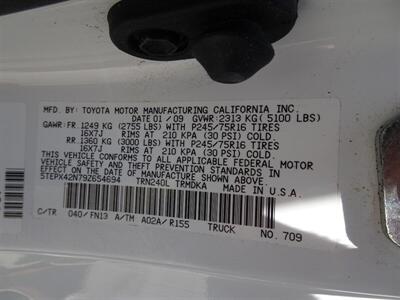 MFD. BY: TOYOTA MOTOR MANUFACTURING CALIFORNIA INC.
DATE 01/09 GVWR: 2313 KG ( 5100 LBS)
GAWR: FR. 1249 KG (2755 LBS) WITH P245/75R16 TIRES
16X7J RIMS AT 210 KPA (30 PSI) COLD.
RR. 1360 KG (3000 LBS) WITH P245/75R16 TIRES
16X7J RIMS AT 210 KPA (30 PSI) COLD.
THIS VEHICLE CONFORMS TO ALL APPLICABLE FEDERAL MOTOR
VEHICLE SAFETY AND THEFT PREVENTION STANDARDS IN
EFFECT ON THE DATE OF MANUFACTURE SHOWN ABOVE.
5TEPX42N79Z654694 TRN240L TRMDKA MADE IN U.S.A.
C/TR 040/FN13 A/TM A02A/R155 TRUCK NO. 709